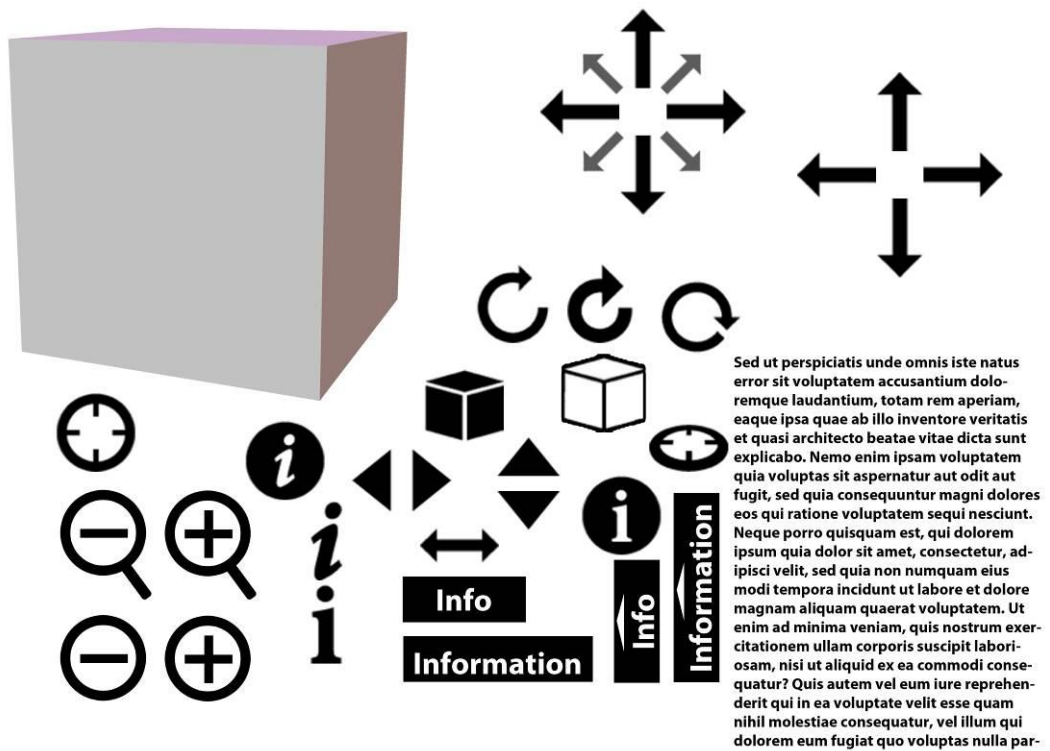 Sed ut perspiciatis unde omnis iste natus
error sit voluptatem accusantium dolo-
remque laudantium, totam rem aperiam,
eaque ipsa quae ab illo inventore veritatis
et quasi architecto beatae vitae dicta sunt
explicabo. Nemo enim ipsam voluptatem
quia voluptas sit aspernatur aut odit aut
fugit, sed quia consequuntur magni dolores
eos qui ratione voluptatem sequi nesciunt.
Neque porro quisquam est, qui dolorem
ipsum quia dolor sit amet, consectetur, ad-
ipisci velit, sed quia non numquam eius
modi tempora incidunt ut labore et dolore
magnam aliquam quaerat voluptatem. Ut
enim ad minima veniam, quis nostrum exer-
citationem ullam corporis suscipit labori-
osam, nisi ut aliquid ex ea commodi conse-
quatur? Quis autem vel eum iure reprehen-
derit qui in ea voluptate velit esse quam
nihil molestiae consequatur, vel illum qui
dolorem eum fugiat quo voluptas nulla par-
i
i
i
i
Info
Information
Info
Information